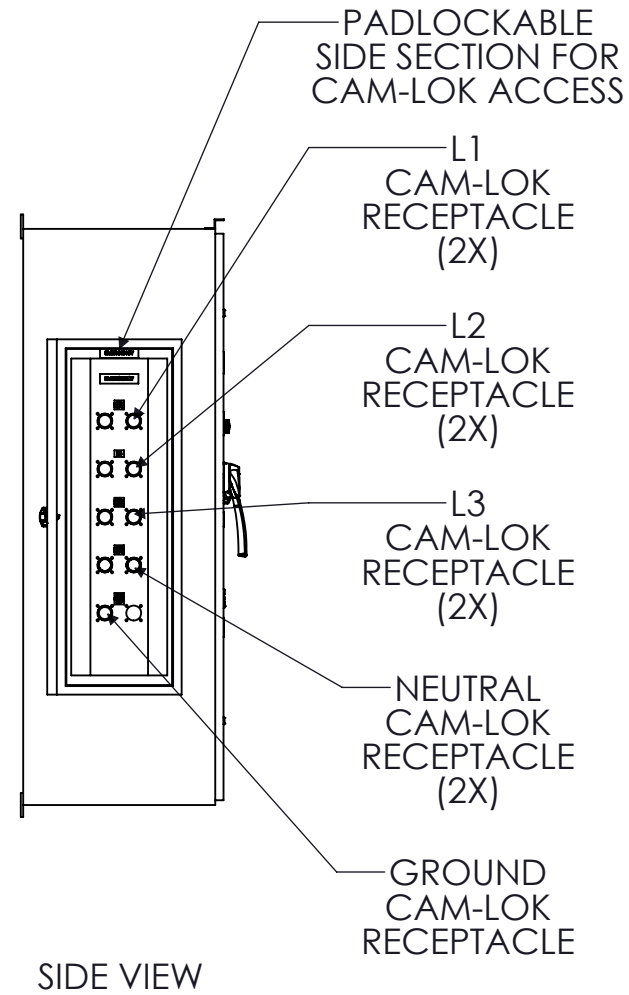 PADLOCKABLE
SIDE SECTION FOR
CAM-LOK ACCESS
L1
CAM-LOK
RECEPTACLE
(2X)
L2
CAM-LOK
RECEPTACLE
(2X)
L3
CAM-LOK
RECEPTACLE
(2X)
NEUTRAL
CAM-LOK
RECEPTACLE
(2X)
GROUND
CAM-LOK
RECEPTACLE
SIDE VIEW